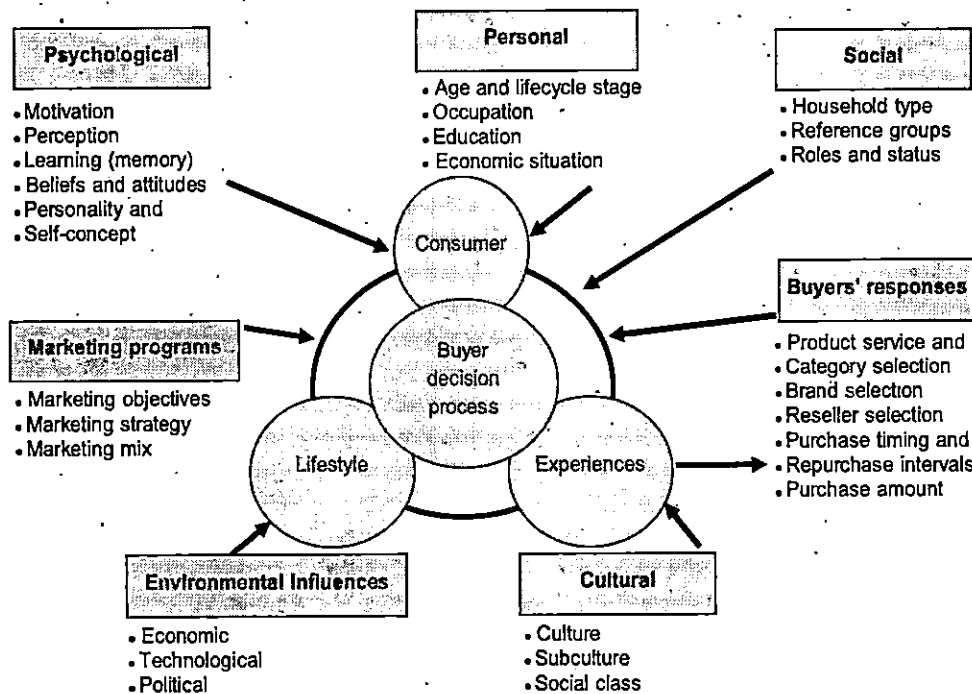 Psychological
• Motivation
• Perception
• Learning (memory)
• Beliefs and attitudes
• Personality and
• Self-concept
Personal
• Age and lifecycle stage
• Occupation
• Education
• Economic situation
Social
• Household type
• Reference groups
• Roles and status
Consumer
Buyer
decision
process
Lifestyle
Experiences
Marketing programs
• Marketing objectives
• Marketing strategy
• Marketing mix
Buyers' responses
• Product service and
• Category selection
• Brand selection
• Reseller selection
• Purchase timing and
• Repurchase intervals
• Purchase amount
Environmental Influences
• Economic
• Technological
• Political
Cultural
• Culture
• Subculture
• Social class